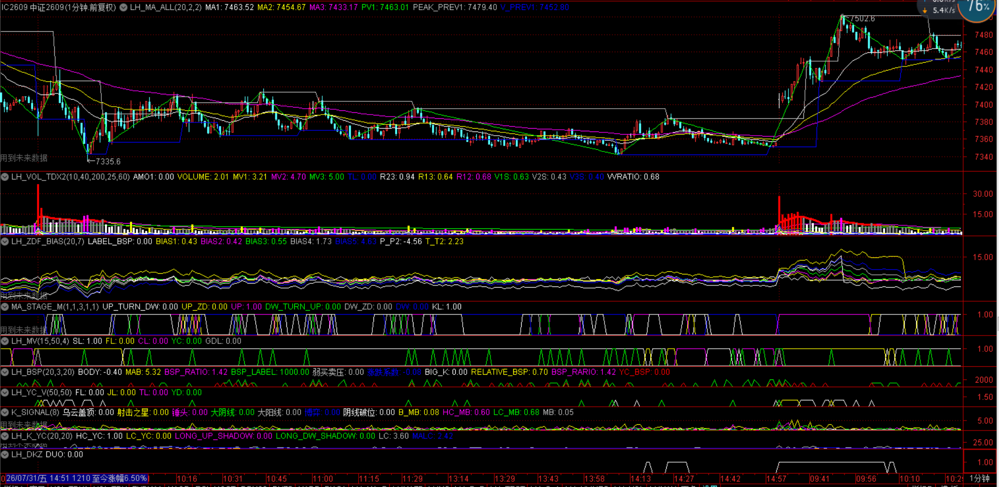 IC2609 中证2609(1分钟.前复权) LH_MA_ALL(20,2,2) MA1: 7463.52 MA2: 7454.67 MA3: 7433.17 PV1: 7463.01 PEAK_PREV1: 7479.40 V_PREV1: 7452.80
5.4K/s
76%
7502.6
7480
7460
7440
7420
7400
7380
7360
7340
用到未来数据
7335.6
LH_VOL_TDX2(10,40,200,25,60) AMO1: 0.00 VOLUME: 2.01 MV1: 3.21 MV2: 4.70 MV3: 5.00 TL: 0.00 R23: 0.94 R13: 0.64 R12: 0.68 V1S: 0.63 V2S: 0.43 V3S: 0.40 VVRATIO: 0.68
30.00
15.00
LH_ZDF_BIAS(20,7) LABEL_BSP: 0.00 BIAS1: 0.43 BIAS2: 0.42 BIAS3: 0.55 BIAS4: 1.73 BIAS5: 4.63 P_P2: -4.56 T_T2: 2.23
15.00
用到未来数据
MA_STAGE_M(1,1,3,1,1) UP_TURN_DW: 0.00 UP_ZD: 0.00 UP: 1.00 DW_TURN_UP: 0.00 DW_ZD: 0.00 DW: 0.00 KL: 1.00
1.00
用到未来数据
LH_MV(15,50,4) SL: 1.00 FL: 0.00 CL: 0.00 YC: 0.00 GDL: 0.00
1.00
LH_BSP(20,3,20) BODY: -0.40 MAB: 5.32 BSP_RATIO: 1.42 BSP_LABEL: 1000.00 弱买卖压: 0.00 涨跌系数: -0.08 BIG_K: 0.00 RELATIVE_BSP: 0.70 BSP_RARIO: 1.42 YC_BSP: 0.00
2000
LH_YC_V(50,50) FL: 0.00 JL: 0.00 TL: 0.00 YD: 0.00
1.50
K_SIGNAL(8) 乌云盖顶: 0.00 射击之星: 0.00 锤头: 0.00 大阴线: 0.00 大阳线: 0.00 博弈: 0.00 阴线破位: 0.00 B_MB: 0.08 HC_MB: 0.60 LC_MB: 0.68 MB: 0.05
5.00
用到未来数据
LH_K_YC(20,20) HC_YC: 1.00 LC_YC: 0.00 LONG_UP_SHADOW: 0.00 LONG_DW_SHADOW: 0.00 LC: 3.60 MALC: 2.42
25.00
用到未来数据
LH_DKZ DUO: 0.00
1.00
26/07/31/五 14:51 1210 至今涨幅6.50% 10:16 10:31 10:45 11:00 11:15 11:29 13:14 13:29 13:43 13:58 14:13 14:27 14:42 14:57 09:41 09:56 10:10 10:2 1分钟